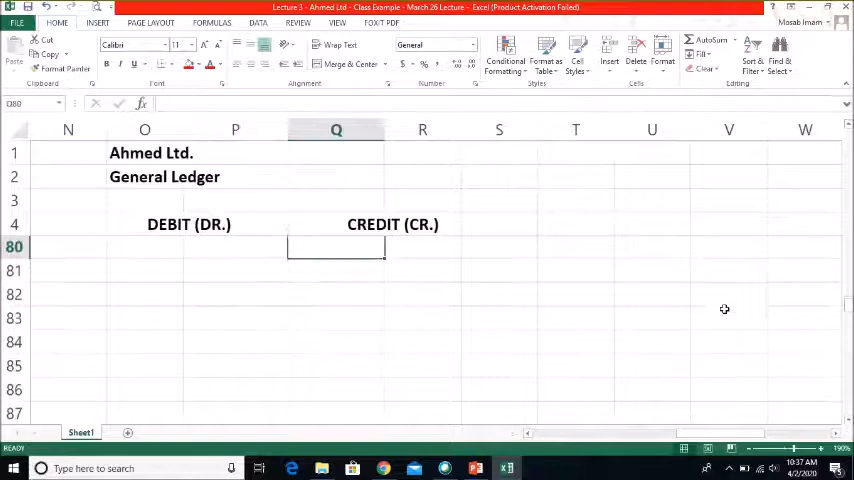 Lecture 3 - Ahmed Ltd - Class Example - March.26 Lecture - Excel (Product Activation Failed)
FILE HOME INSERT PAGE LAYOUT FORMULAS DATA REVIEW VIEW FOXIT PDF Mosab Imam
Cut
Copy
Format Painter
Paste
Clipboard
Calibri 11
B I U
Font
Wrap Text
Merge & Center
Alignment
General
$ % ,
Number
Conditional Formatting
Format as Table
Cell Styles
Styles
Insert Delete Format
Cells
AutoSum
Fill
Clear
Sort & Filter
Find & Select
Editing
Q80 fx
N O P Q R S T U V W
1 Ahmed Ltd.
2 General Ledger
3
4 DEBIT (DR.) CREDIT (CR.)
80
81
82
83
84
85
86
87
Sheet1
READY 190%
Type here to search
10:37 AM
4/2/2020